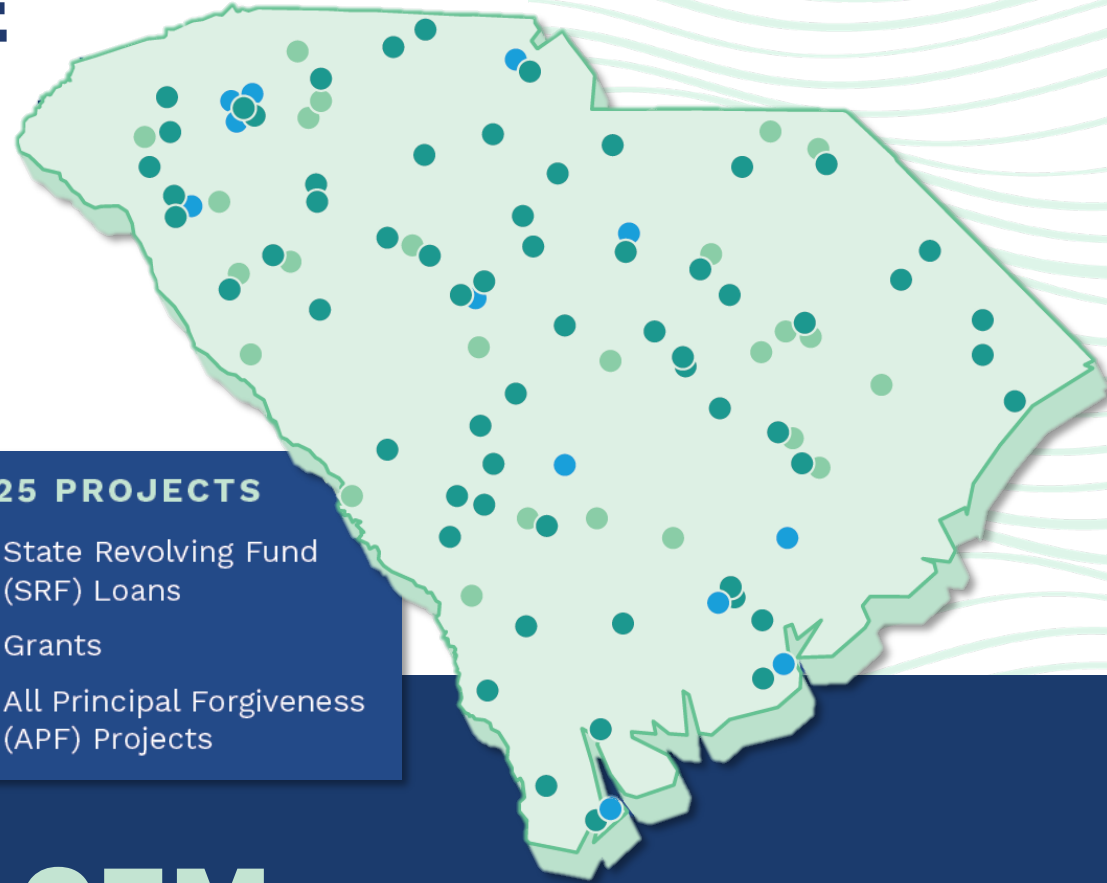 25 PROJECTS
State Revolving Fund
(SRF) Loans
Grants
All Principal Forgiveness
(APF) Projects